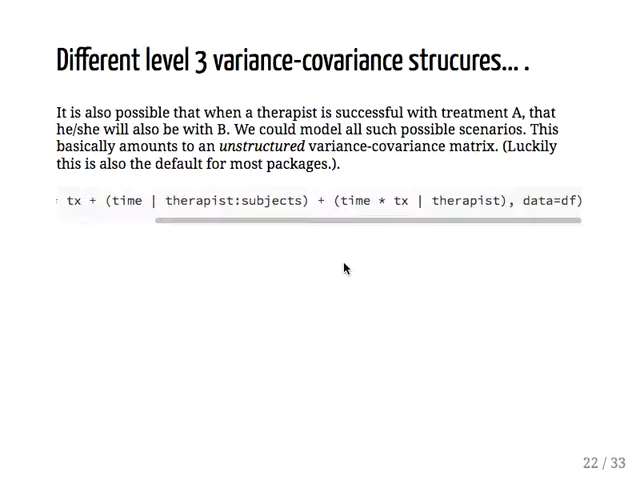 Different level 3 variance-covariance strucures... .
It is also possible that when a therapist is successful with treatment A, that
he/she will also be with B. We could model all such possible scenarios. This
basically amounts to an unstructured variance-covariance matrix. (Luckily
this is also the default for most packages.).
tx + (time | therapist:subjects) + (time * tx | therapist), data=df)
22 / 33